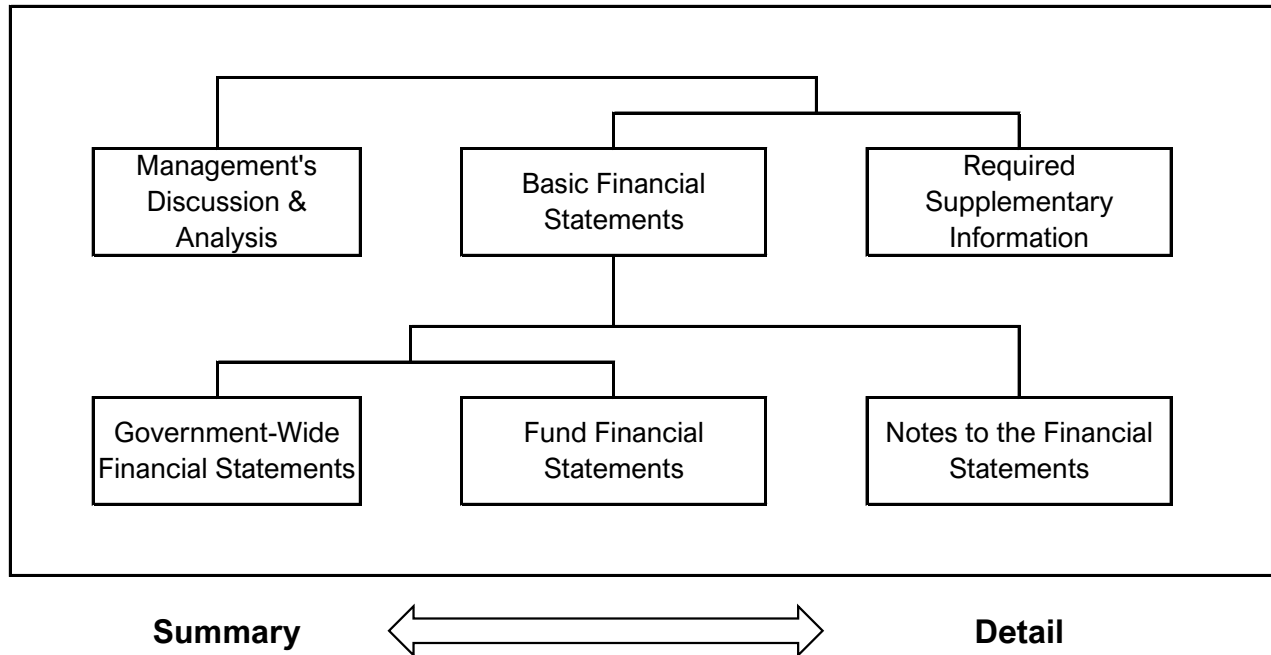 Management's
Discussion &
Analysis
Basic Financial
Statements
Required
Supplementary
Information
Government-Wide
Financial Statements
Fund Financial
Statements
Notes to the Financial
Statements
Summary
Detail